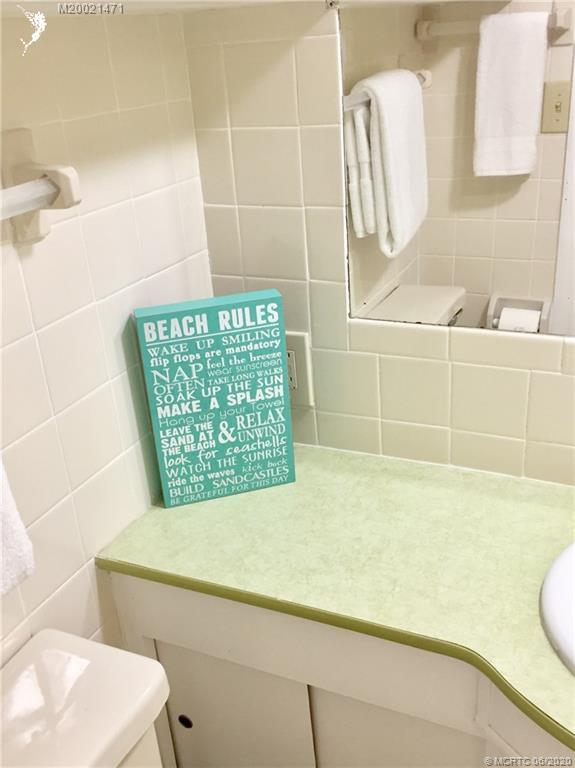 M20021471
BEACH RULES
WAKE UP SMILING
flip flops are mandatory
NAP wear sunscreen
feel the breeze
OFTEN TAKE LONG WALKS
SOAK UP THE SUN
MAKE A SPLASH
Hang up your Towel
LEAVE THE
SAND AT
THE BEACH
& RELAX
UNWIND
look for seashells
WATCH THE SUNRISE
ride the waves kick back
BUILD SANDCASTLES
BE GRATEFUL FOR THIS DAY
© MCRTC 06/2020